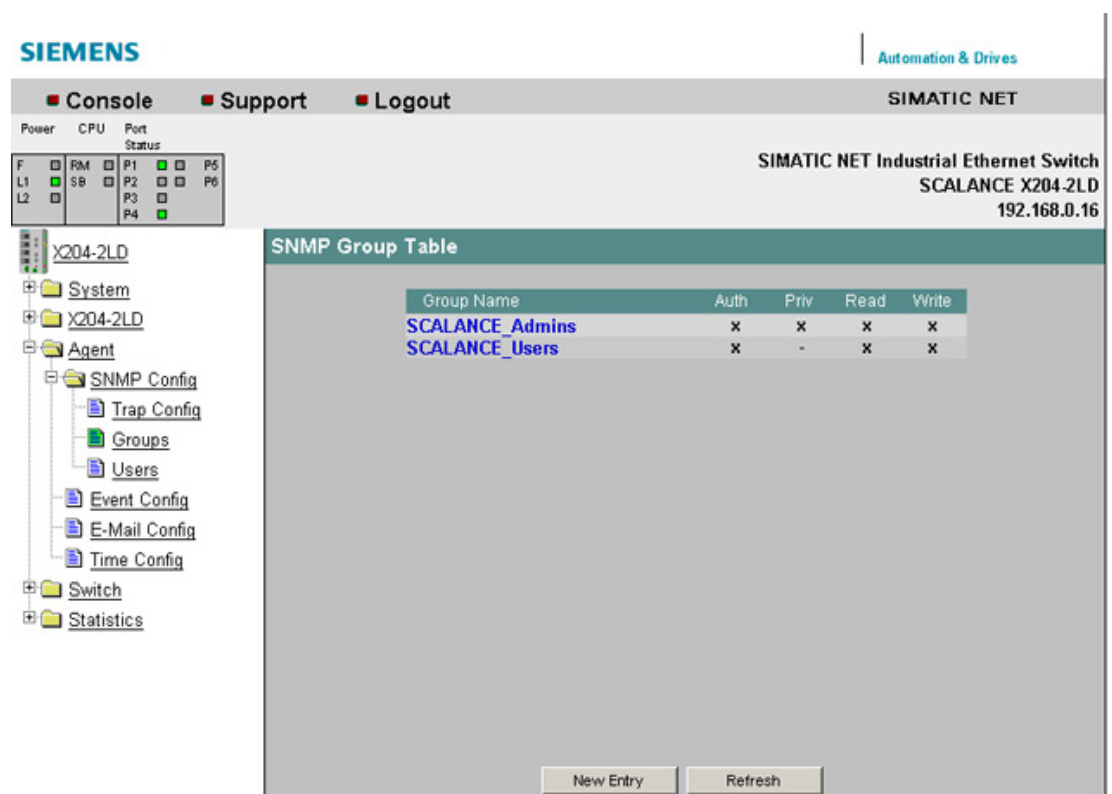 SIEMENS
Automation & Drives
Console Support Logout SIMATIC NET
Power CPU Port
Status
F RM P1 P5
L1 SB P2 P6
L2 P3
P4
SIMATIC NET Industrial Ethernet Switch
SCALANCE X204-2LD
192.168.0.16
X204-2LD
System
X204-2LD
Agent
SNMP Config
Trap Config
Groups
Users
Event Config
E-Mail Config
Time Config
Switch
Statistics
SNMP Group Table
Group Name Auth Priv Read Write
SCALANCE_Admins x x x x
SCALANCE_Users x - x x
New Entry Refresh